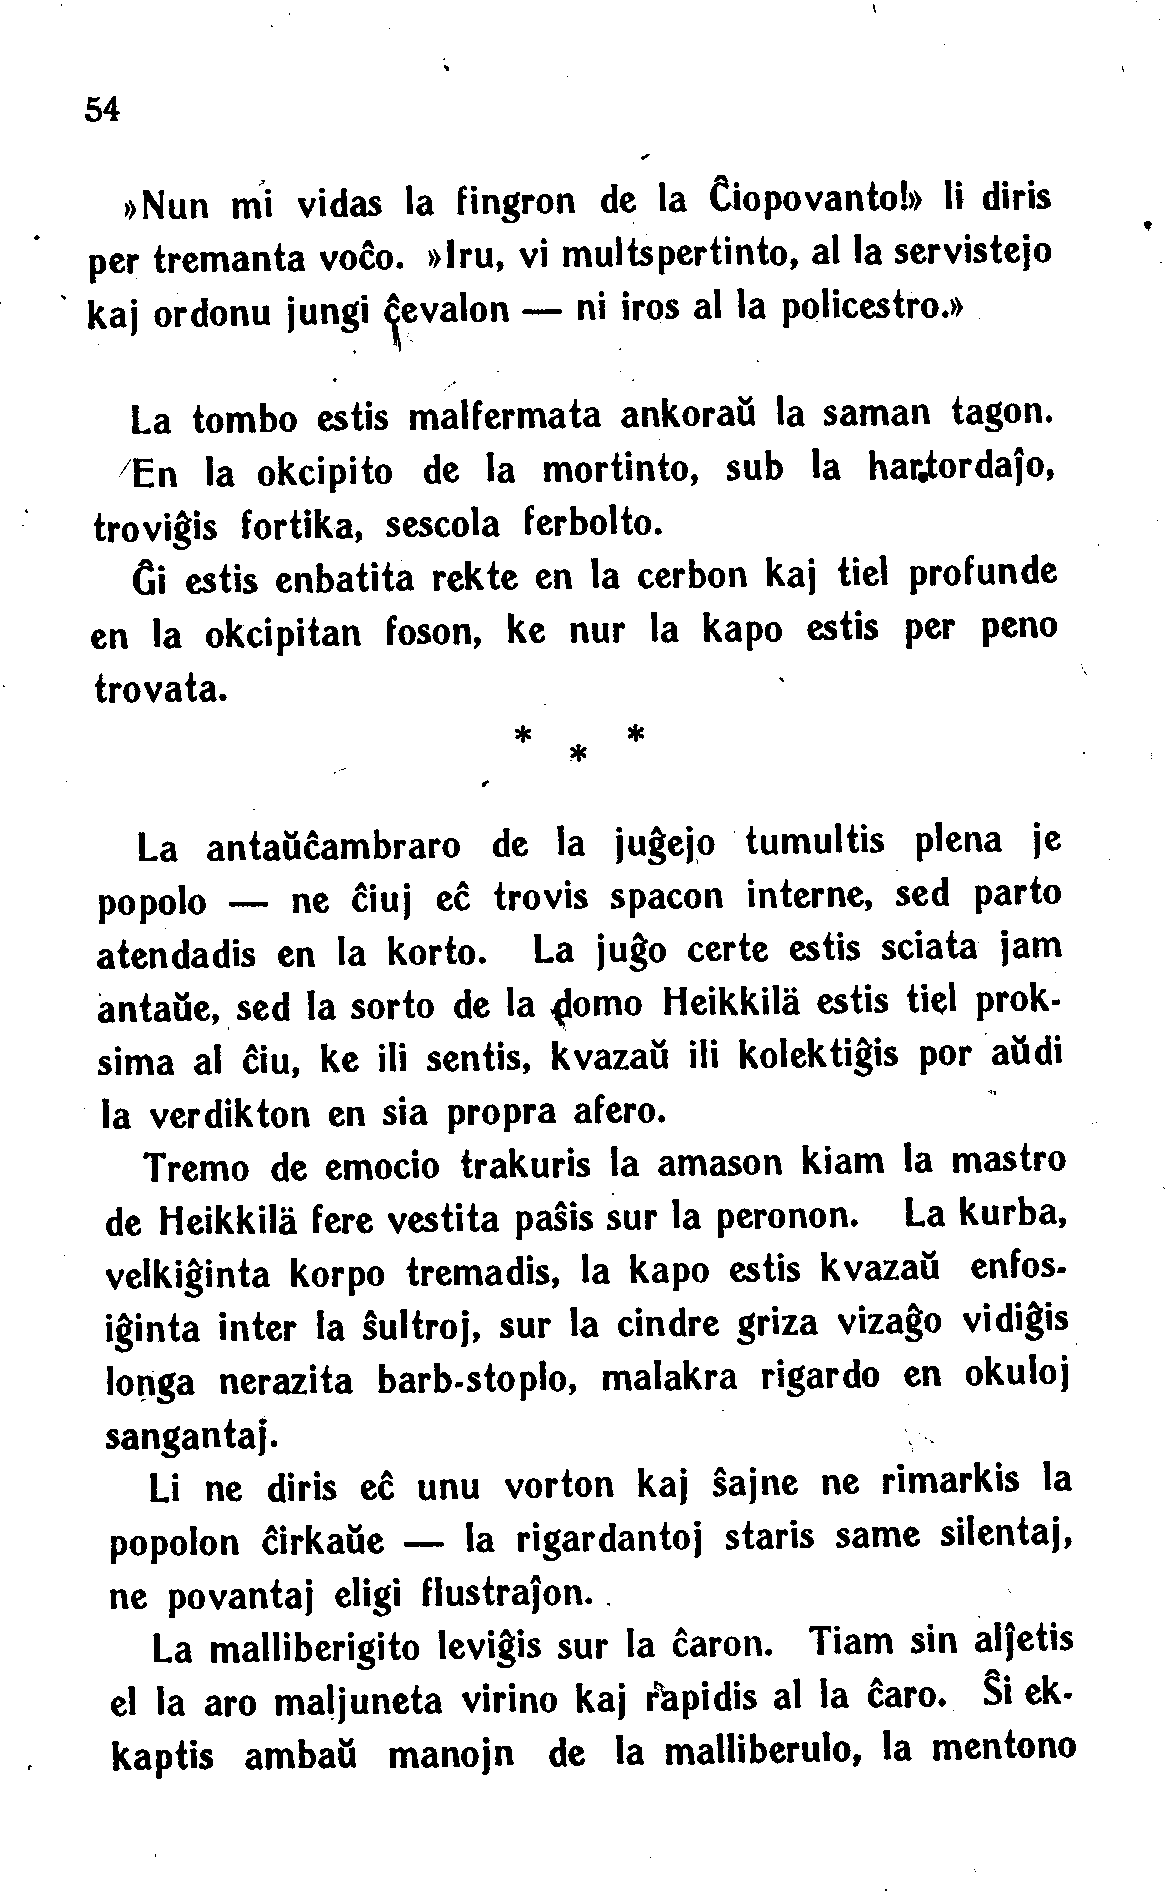 54
»Nun mi vidas la fingron de la Ĉiopovanto!» li diris
per tremanta voĉo. »Iru, vi multspertinto, al la servistejo
kaj ordonu jungi ĉevalon — ni iros al la policestro.»
La tombo estis malfermata ankoraŭ la saman tagon.
En la okcipito de la mortinto, sub la hartordaĵo,
troviĝis fortika, sescola ferbolto.
Ĝi estis enbatita rekte en la cerbon kaj tiel profunde
en la okcipitan foson, ke nur la kapo estis per peno
trovata.
* * *
La antaŭĉambraro de la juĝejo tumultis plena je
popolo — ne ĉiuj eĉ trovis spacon interne, sed parto
atendadis en la korto. La juĝo certe estis sciata jam
antaŭe, sed la sorto de la domo Heikkilä estis tiel prok-
sima al ĉiu, ke ili sentis, kvazaŭ ili kolektiĝis por aŭdi
la verdikton en sia propra afero.
Tremo de emocio trakuris la amason kiam la mastro
de Heikkilä fere vestita paŝis sur la peronon. La kurba,
velkiĝinta korpo tremadis, la kapo estis kvazaŭ enfos-
iĝinta inter la ŝultroj, sur la cindre griza vizaĝo vidiĝis
longa nerazita barb-stoplo, malakra rigardo en okuloj
sangantaj.
Li ne diris eĉ unu vorton kaj ŝajne ne rimarkis la
popolon ĉirkaŭe — la rigardantoj staris same silentaj,
ne povantaj eligi flustraĵon.
La malliberigito leviĝis sur la ĉaron. Tiam sin alĵetis
el la aro maljuneta virino kaj rapidis al la ĉaro. Ŝi ek-
kaptis ambaŭ manojn de la malliberulo, la mentono